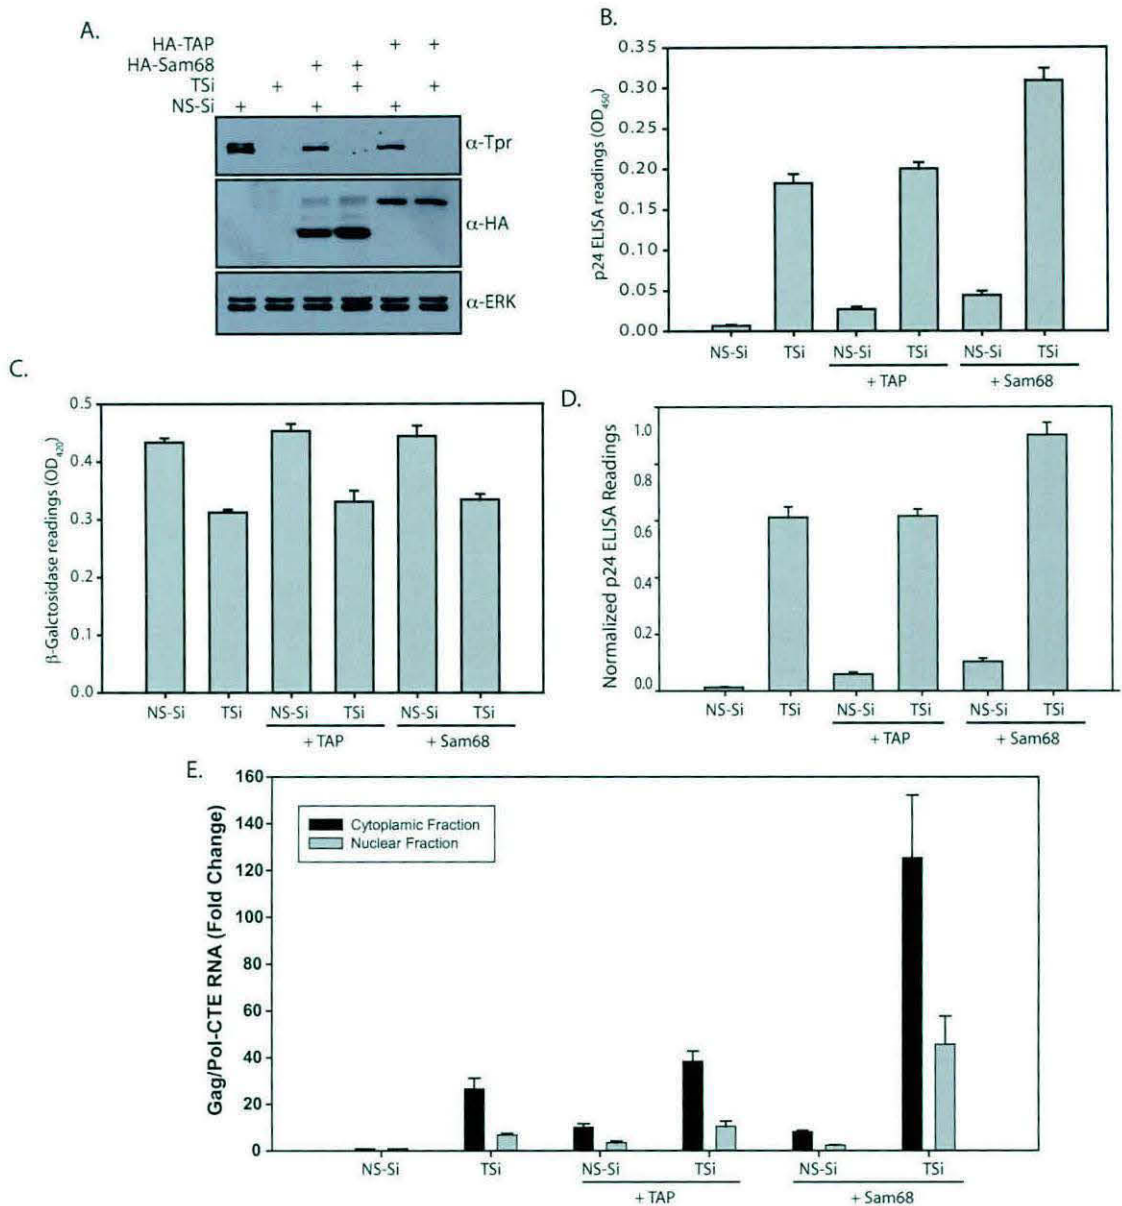 A.
HA-TAP + +
HA-Sam68 + +
TSi + + +
NS-Si + + +
α-Tpr
α-HA
α-ERK
B.
p24 ELISA readings (OD450)
0.35
0.30
0.25
0.20
0.15
0.10
0.05
0.00
NS-Si TSi NS-Si TSi NS-Si TSi
+ TAP + Sam68
C.
β-Galctosidase readings (OD420)
0.5
0.4
0.3
0.2
0.1
0.0
NS-Si TSi NS-Si TSi NS-Si TSi
+ TAP + Sam68
D.
Normalized p24 ELISA Readings
1.0
0.8
0.6
0.4
0.2
0.0
NS-Si TSi NS-Si TSi NS-Si TSi
+ TAP + Sam68
E.
Gag/Pol-CTE RNA (Fold Change)
160
140
120
100
80
60
40
20
0
Cytoplamic Fraction
Nuclear Fraction
NS-Si TSi NS-Si TSi NS-Si TSi
+ TAP + Sam68